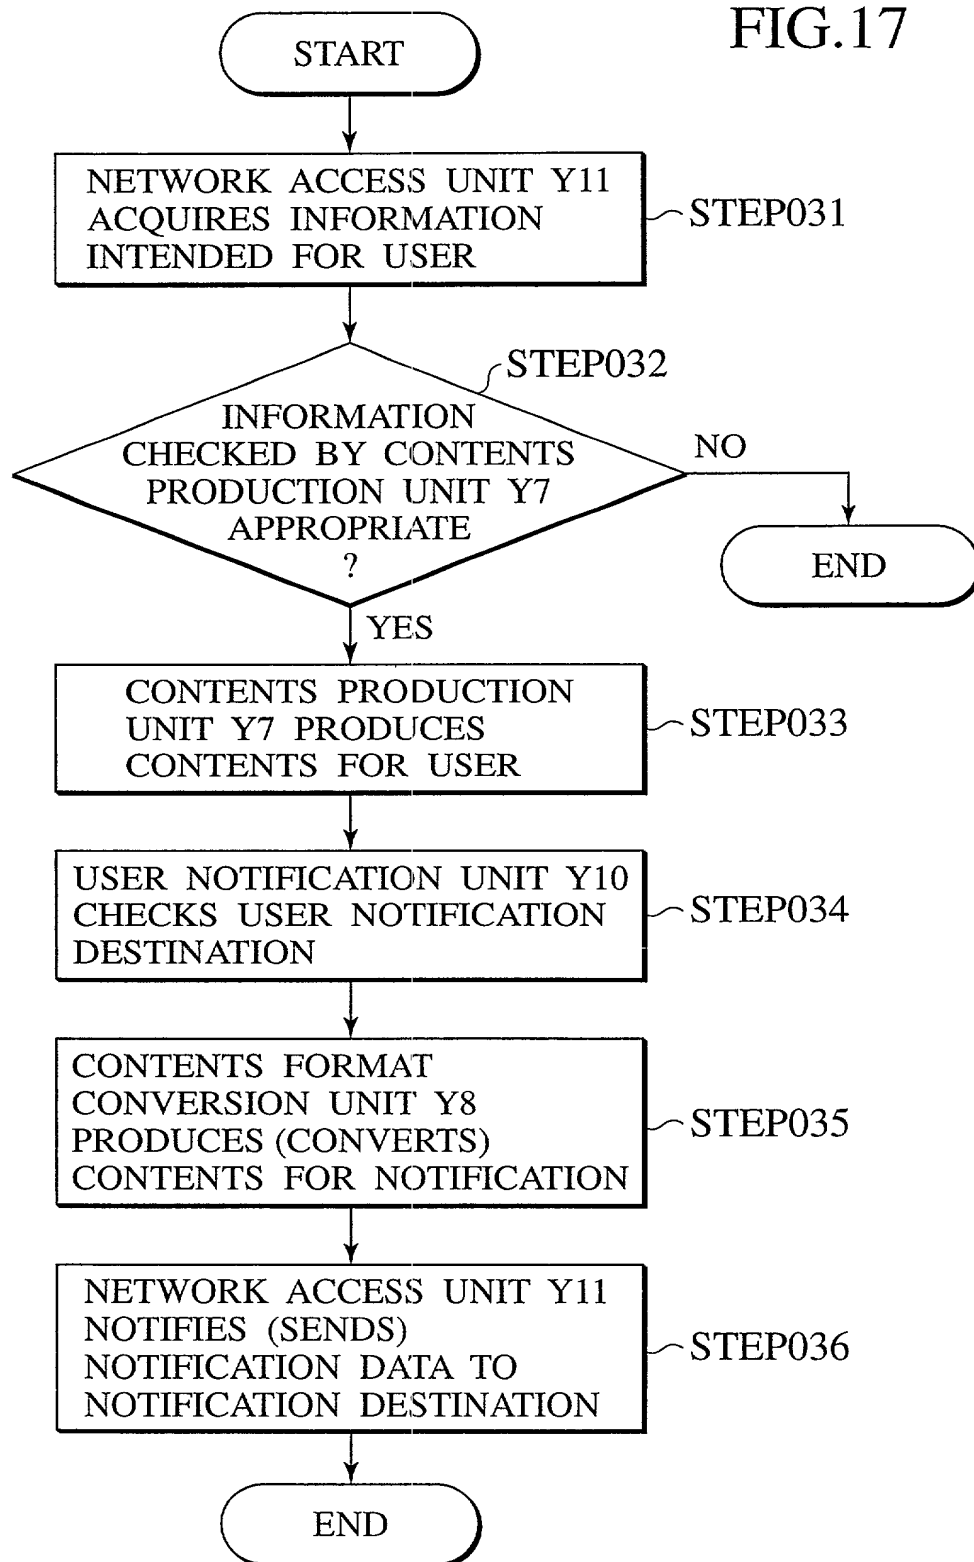 FIG.17
START
NETWORK ACCESS UNIT Y11
ACQUIRES INFORMATION
INTENDED FOR USER
STEP031
STEP032
INFORMATION
CHECKED BY CONTENTS
PRODUCTION UNIT Y7
APPROPRIATE
?
NO
END
YES
CONTENTS PRODUCTION
UNIT Y7 PRODUCES
CONTENTS FOR USER
STEP033
USER NOTIFICATION UNIT Y10
CHECKS USER NOTIFICATION
DESTINATION
STEP034
CONTENTS FORMAT
CONVERSION UNIT Y8
PRODUCES (CONVERTS)
CONTENTS FOR NOTIFICATION
STEP035
NETWORK ACCESS UNIT Y11
NOTIFIES (SENDS)
NOTIFICATION DATA TO
NOTIFICATION DESTINATION
STEP036
END